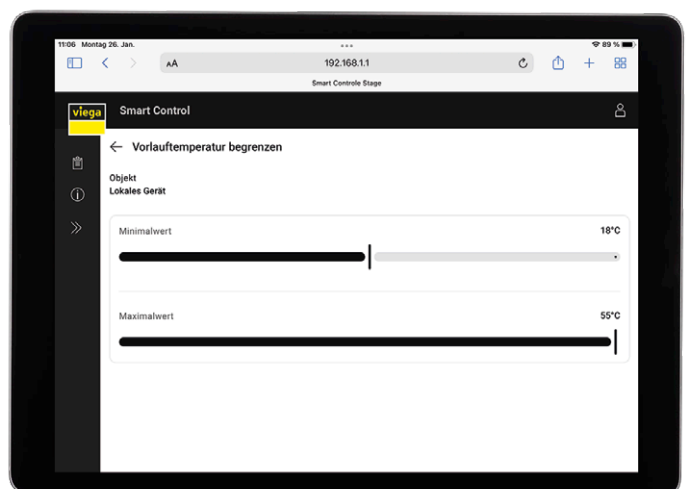 11:06 Montag 26. Jan.
89 %
AA
192.168.1.1
Smart Controle Stage
viega
Smart Control
Vorlauftemperatur begrenzen
Objekt
Lokales Gerät
Minimalwert
18°C
Maximalwert
55°C